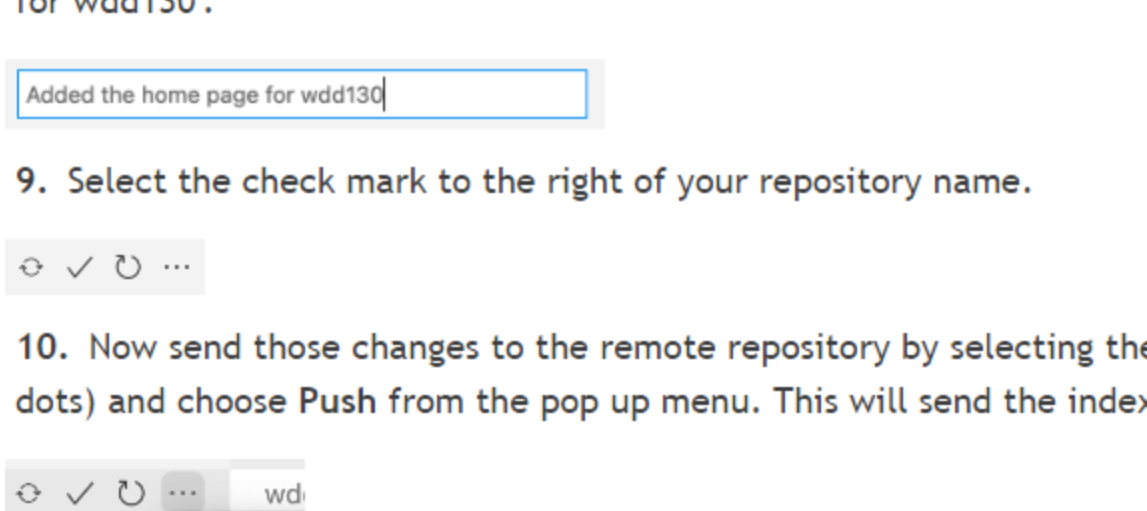 for wdd130".
Added the home page for wdd130
9. Select the check mark to the right of your repository name.
10. Now send those changes to the remote repository by selecting the
dots) and choose Push from the pop up menu. This will send the index